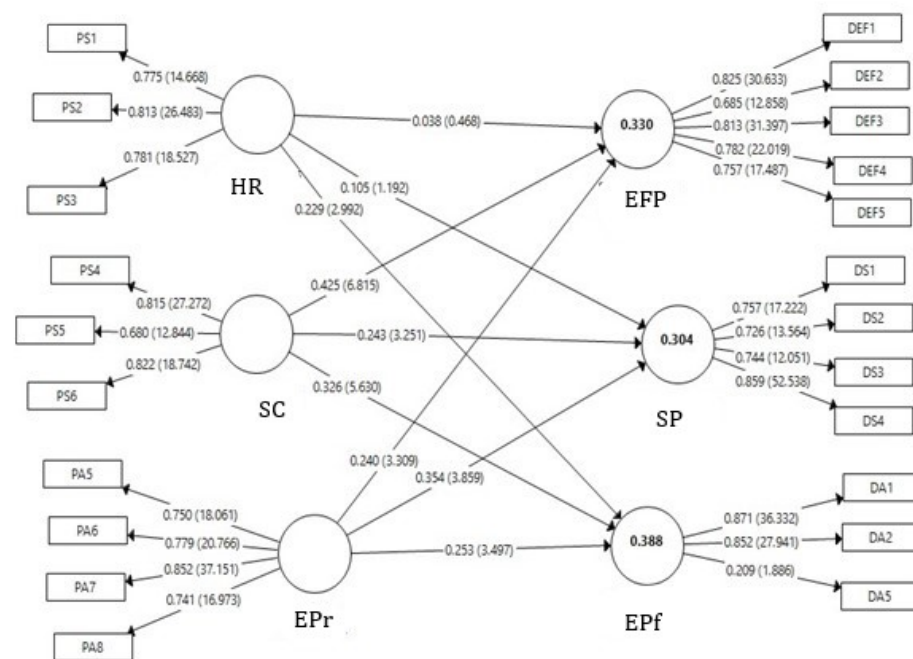 PS1
0.775 (14.668)
PS2
0.813 (26.483)
0.781 (18.527)
PS3
HR
0.038 (0.468)
0.105 (1.192)
0.229 (2.992)
0.330
EFP
DEF1
0.825 (30.633)
DEF2
0.685 (12.858)
0.813 (31.397)
DEF3
0.782 (22.019)
DEF4
0.757 (17.487)
DEF5
PS4
0.815 (27.272)
PS5
0.680 (12.844)
0.822 (18.742)
PS6
SC
0.425 (6.815)
0.243 (3.251)
0.326 (5.630)
0.304
SP
DS1
0.757 (17.222)
DS2
0.726 (13.564)
0.744 (12.051)
DS3
0.859 (52.538)
DS4
PA5
0.750 (18.061)
PA6
0.779 (20.766)
0.852 (37.151)
PA7
0.741 (16.973)
PA8
EPr
0.240 (3.309)
0.354 (3.859)
0.253 (3.497)
0.388
EPf
DA1
0.871 (36.332)
DA2
0.852 (27.941)
0.209 (1.886)
DA5